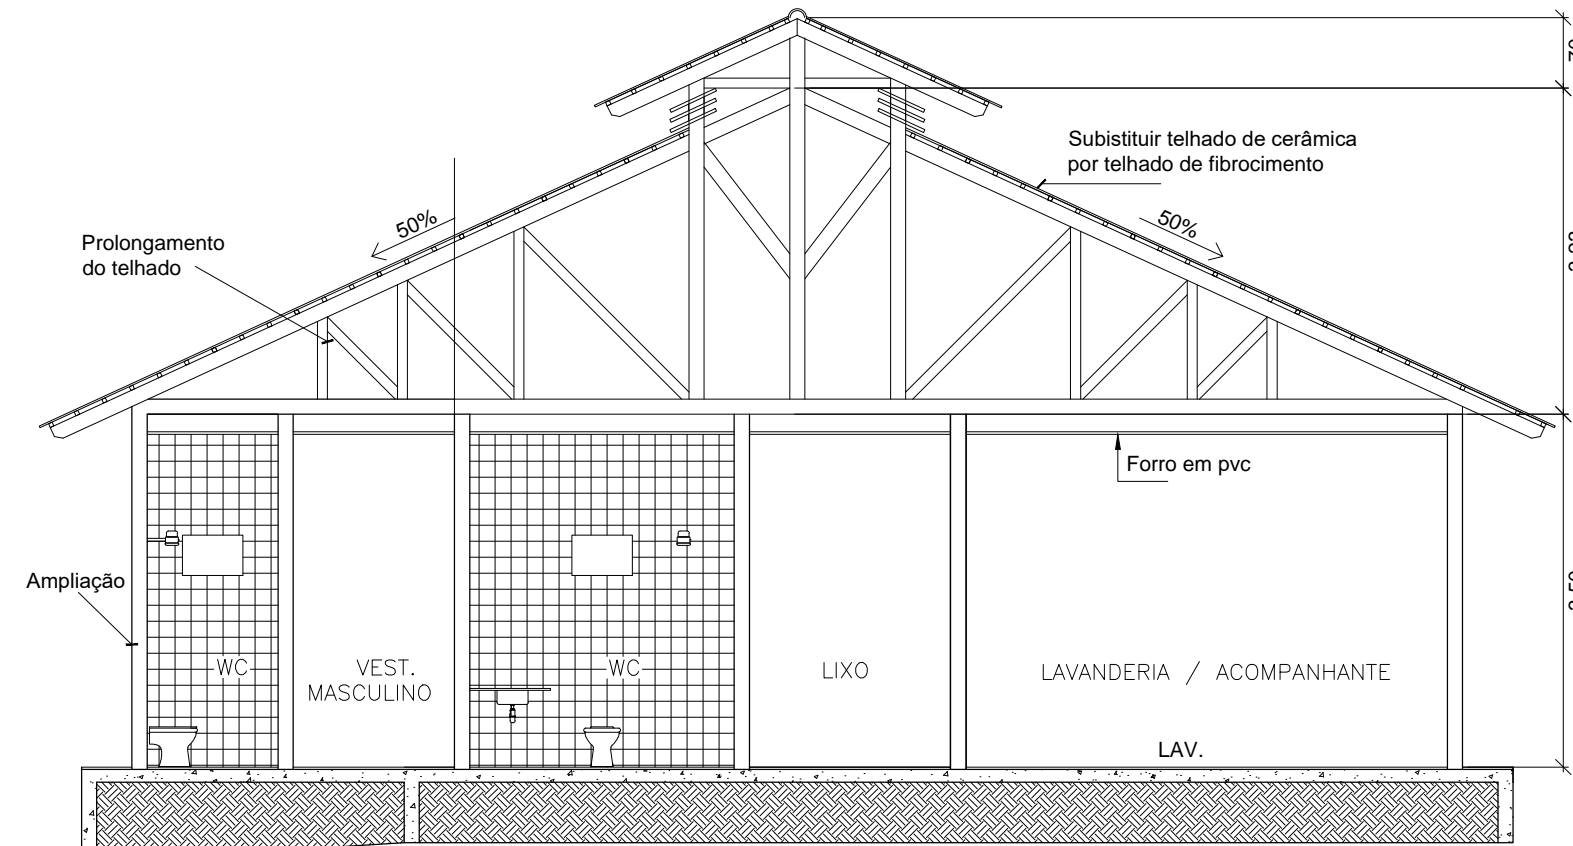 Subistituir telhado de cerâmica
por telhado de fibrocimento
50%
50%
Prolongamento
do telhado
Forro em pvc
Ampliação
WC
VEST.
MASCULINO
WC
LIXO
LAVANDERIA / ACOMPANHANTE
LAV.